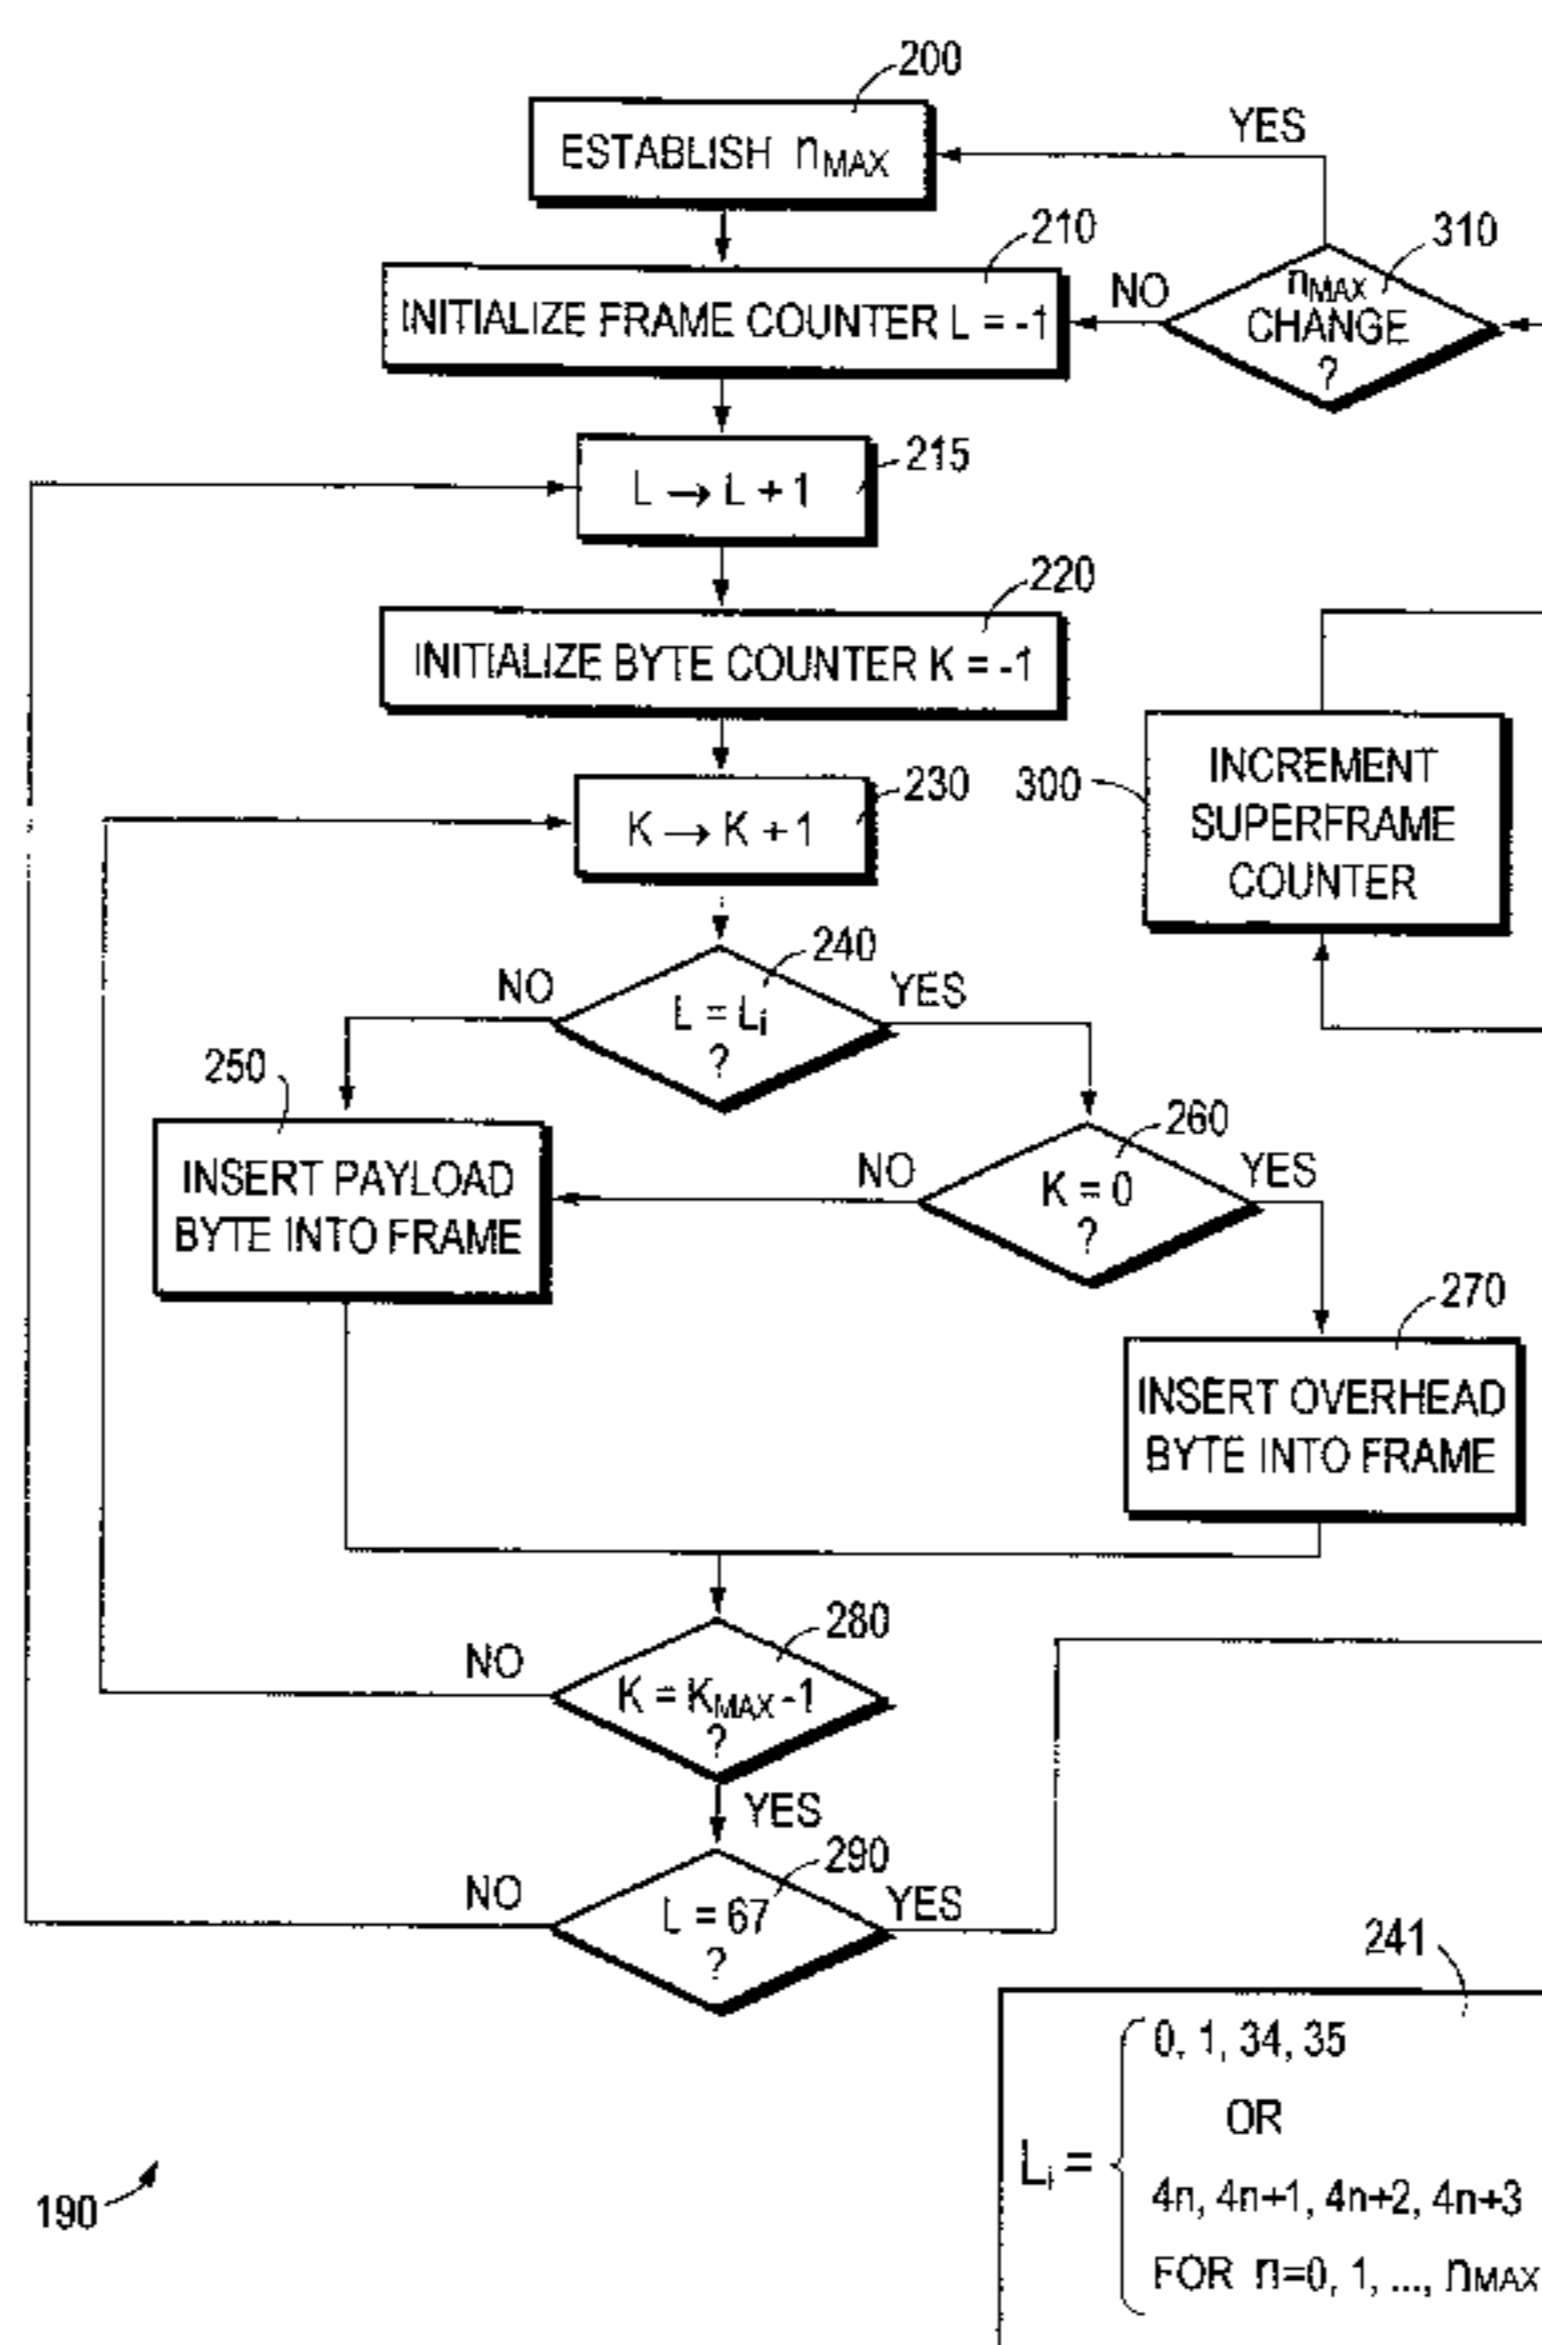 200
ESTABLISH nMAX
YES
210
310
INITIALIZE FRAME COUNTER L = -1
NO
nMAX
CHANGE
?
215
L → L + 1
220
INITIALIZE BYTE COUNTER K = -1
230
K → K + 1
300
INCREMENT
SUPERFRAME
COUNTER
240
NO
YES
L = Li
?
250
INSERT PAYLOAD
BYTE INTO FRAME
260
NO
YES
K = 0
?
270
INSERT OVERHEAD
BYTE INTO FRAME
280
NO
K = KMAX -1
?
YES
290
NO
YES
L = 67
?
241
0, 1, 34, 35
OR
Li =
4n, 4n+1, 4n+2, 4n+3
FOR n=0, 1, ..., nMAX
190